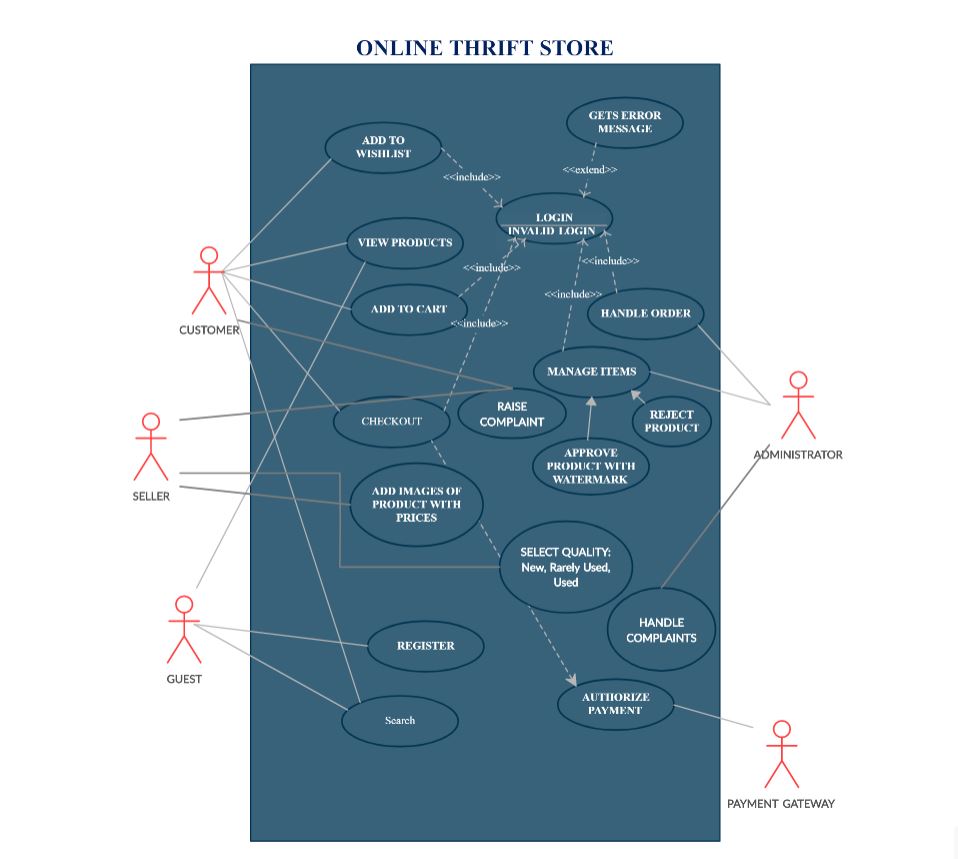 ONLINE THRIFT STORE
GETS ERROR
MESSAGE
ADD TO
WISHLIST
<<include>>
<<extend>>
LOGIN
INVALID LOGIN
VIEW PRODUCTS
<<include>>
<<include>>
<<include>>
ADD TO CART
<<include>>
HANDLE ORDER
CUSTOMER
MANAGE ITEMS
RAISE
COMPLAINT
REJECT
PRODUCT
CHECKOUT
APPROVE
PRODUCT WITH
WATERMARK
ADMINISTRATOR
SELLER
ADD IMAGES OF
PRODUCT WITH
PRICES
SELECT QUALITY:
New, Rarely Used,
Used
HANDLE
COMPLAINTS
REGISTER
GUEST
AUTHORIZE
PAYMENT
Search
PAYMENT GATEWAY